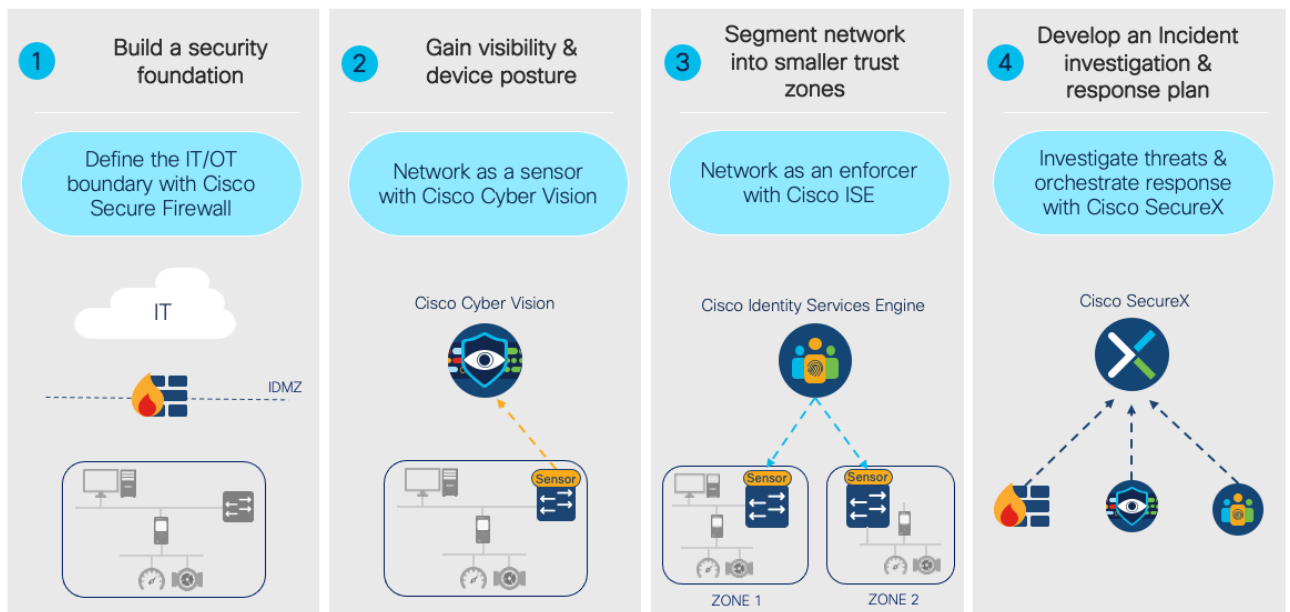 1
Build a security
foundation
Define the IT/OT
boundary with Cisco
Secure Firewall
IT
IDMZ
2
Gain visibility &
device posture
Network as a sensor
with Cisco Cyber Vision
Cisco Cyber Vision
Sensor
3
Segment network
into smaller trust
zones
Network as an enforcer
with Cisco ISE
Cisco Identity Services Engine
Sensor
Sensor
ZONE 1
ZONE 2
4
Develop an Incident
investigation &
response plan
Investigate threats &
orchestrate response
with Cisco SecureX
Cisco SecureX